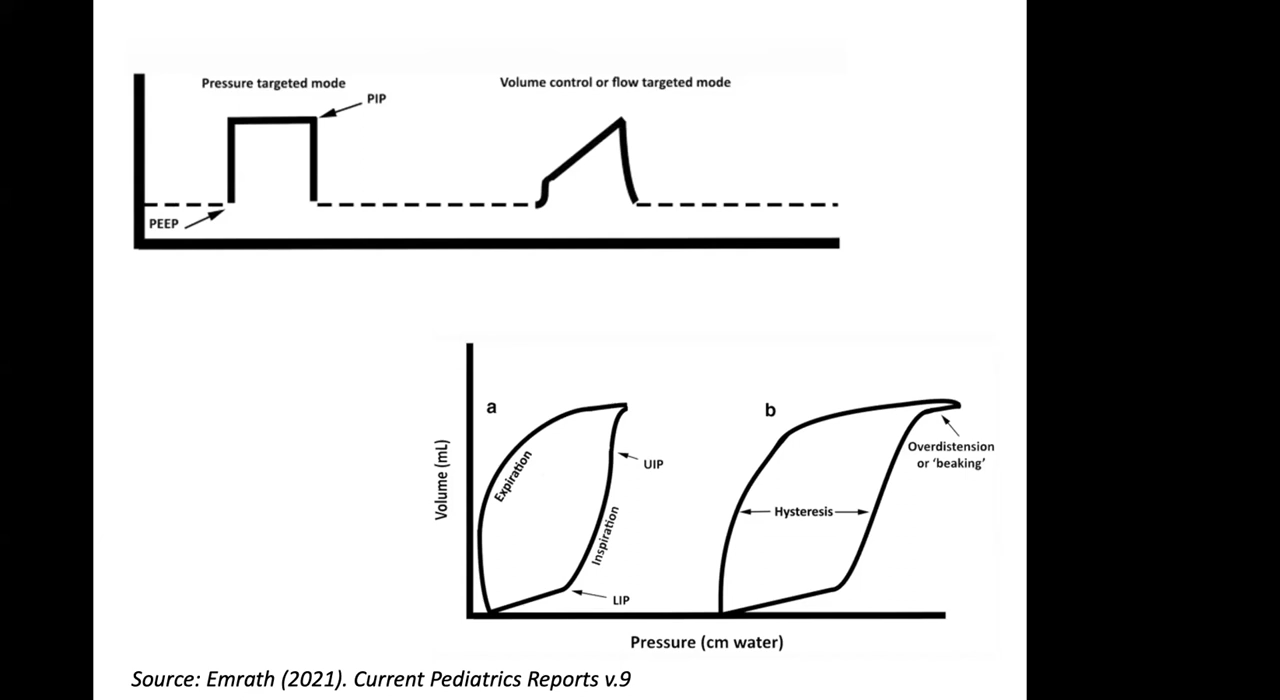 Pressure targeted mode
PIP
Volume control or flow targeted mode
PEEP
a
Expiration
UIP
Inspiration
LIP
Volume (mL)
b
Overdistension
or ‘beaking’
Hysteresis
Pressure (cm water)
Source: Emrath (2021). Current Pediatrics Reports v.9